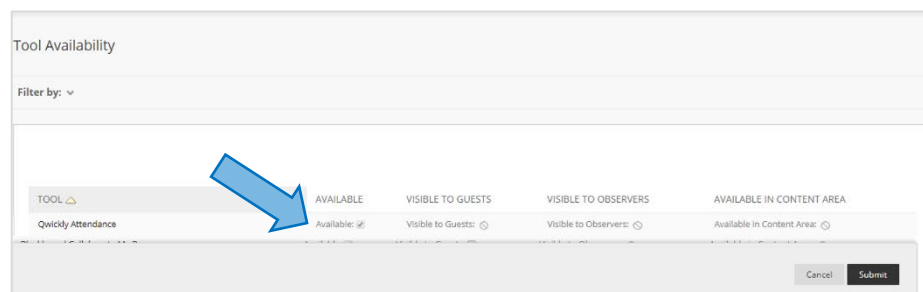 Tool Availability
Filter by:
TOOL AVAILABLE VISIBLE TO GUESTS VISIBLE TO OBSERVERS AVAILABLE IN CONTENT AREA
Qwickly Attendance Available: Visible to Guests: Visible to Observers: Available in Content Area:
Cancel Submit